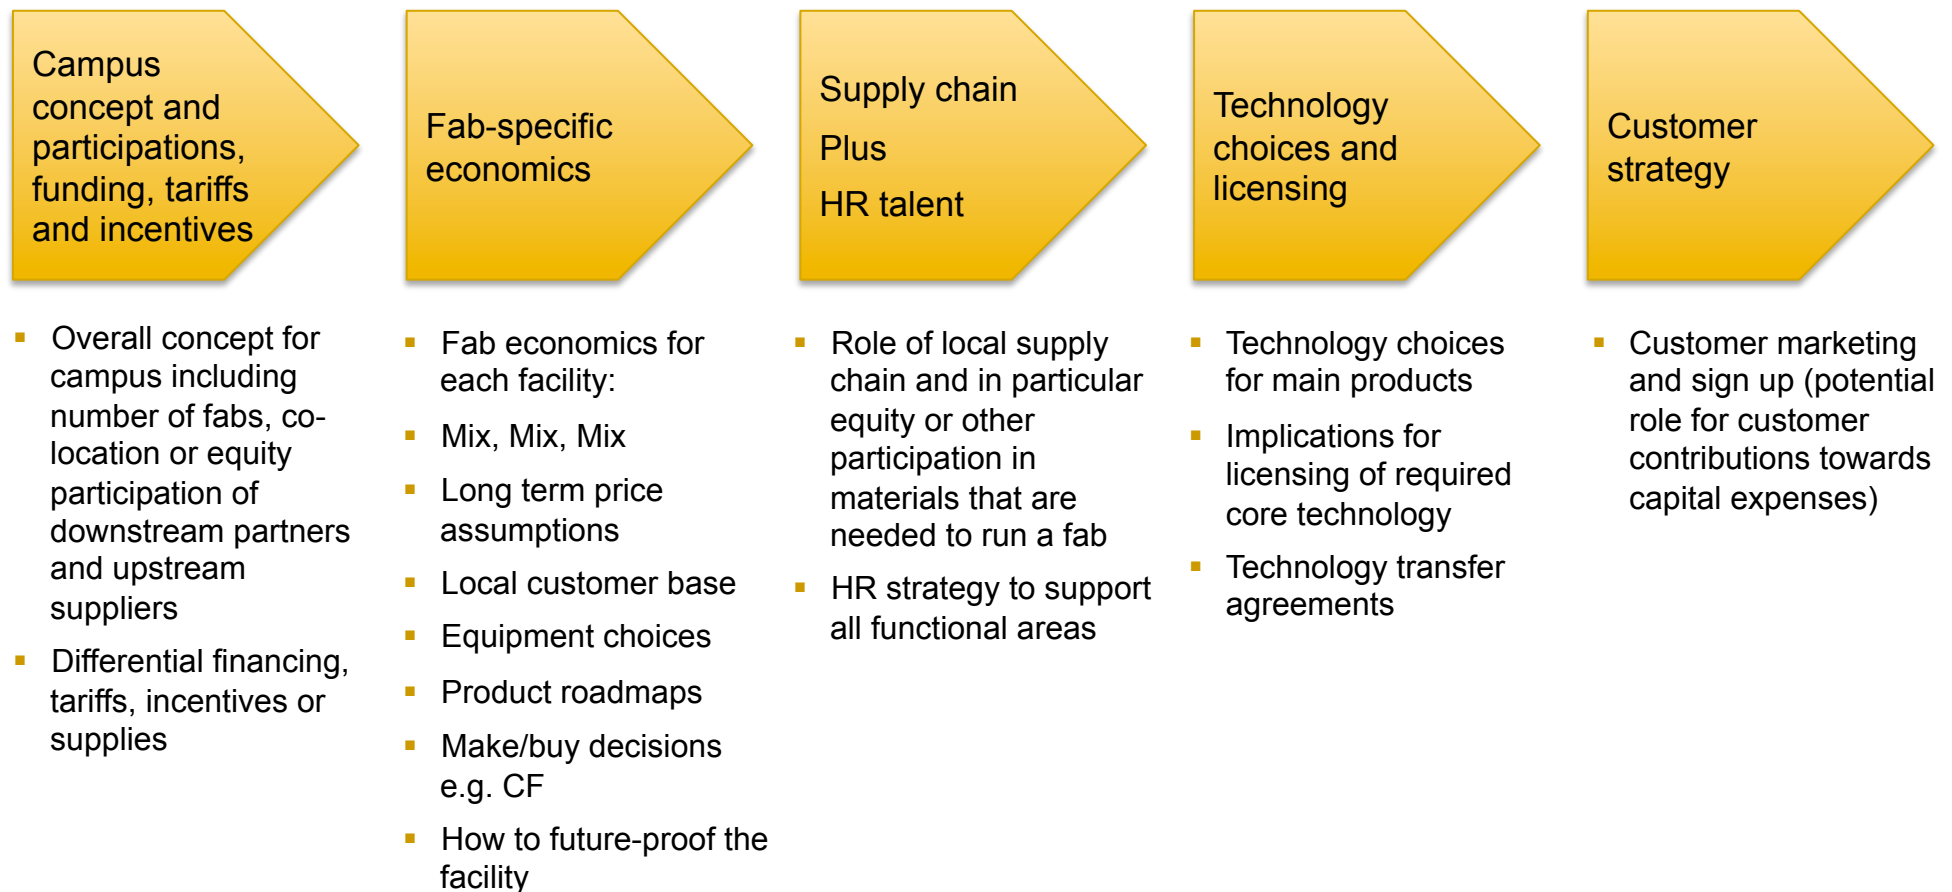 Campus
concept and
participations,
funding, tariffs
and incentives
Fab-specific
economics
Supply chain
Plus
HR talent
Technology
choices and
licensing
Customer
strategy
▪ Overall concept for
campus including
number of fabs, co-
location or equity
participation of
downstream partners
and upstream
suppliers
▪ Differential financing,
tariffs, incentives or
supplies
▪ Fab economics for
each facility:
▪ Mix, Mix, Mix
▪ Long term price
assumptions
▪ Local customer base
▪ Equipment choices
▪ Product roadmaps
▪ Make/buy decisions
e.g. CF
▪ How to future-proof the
facility
▪ Role of local supply
chain and in particular
equity or other
participation in
materials that are
needed to run a fab
▪ HR strategy to support
all functional areas
▪ Technology choices
for main products
▪ Implications for
licensing of required
core technology
▪ Technology transfer
agreements
▪ Customer marketing
and sign up (potential
role for customer
contributions towards
capital expenses)